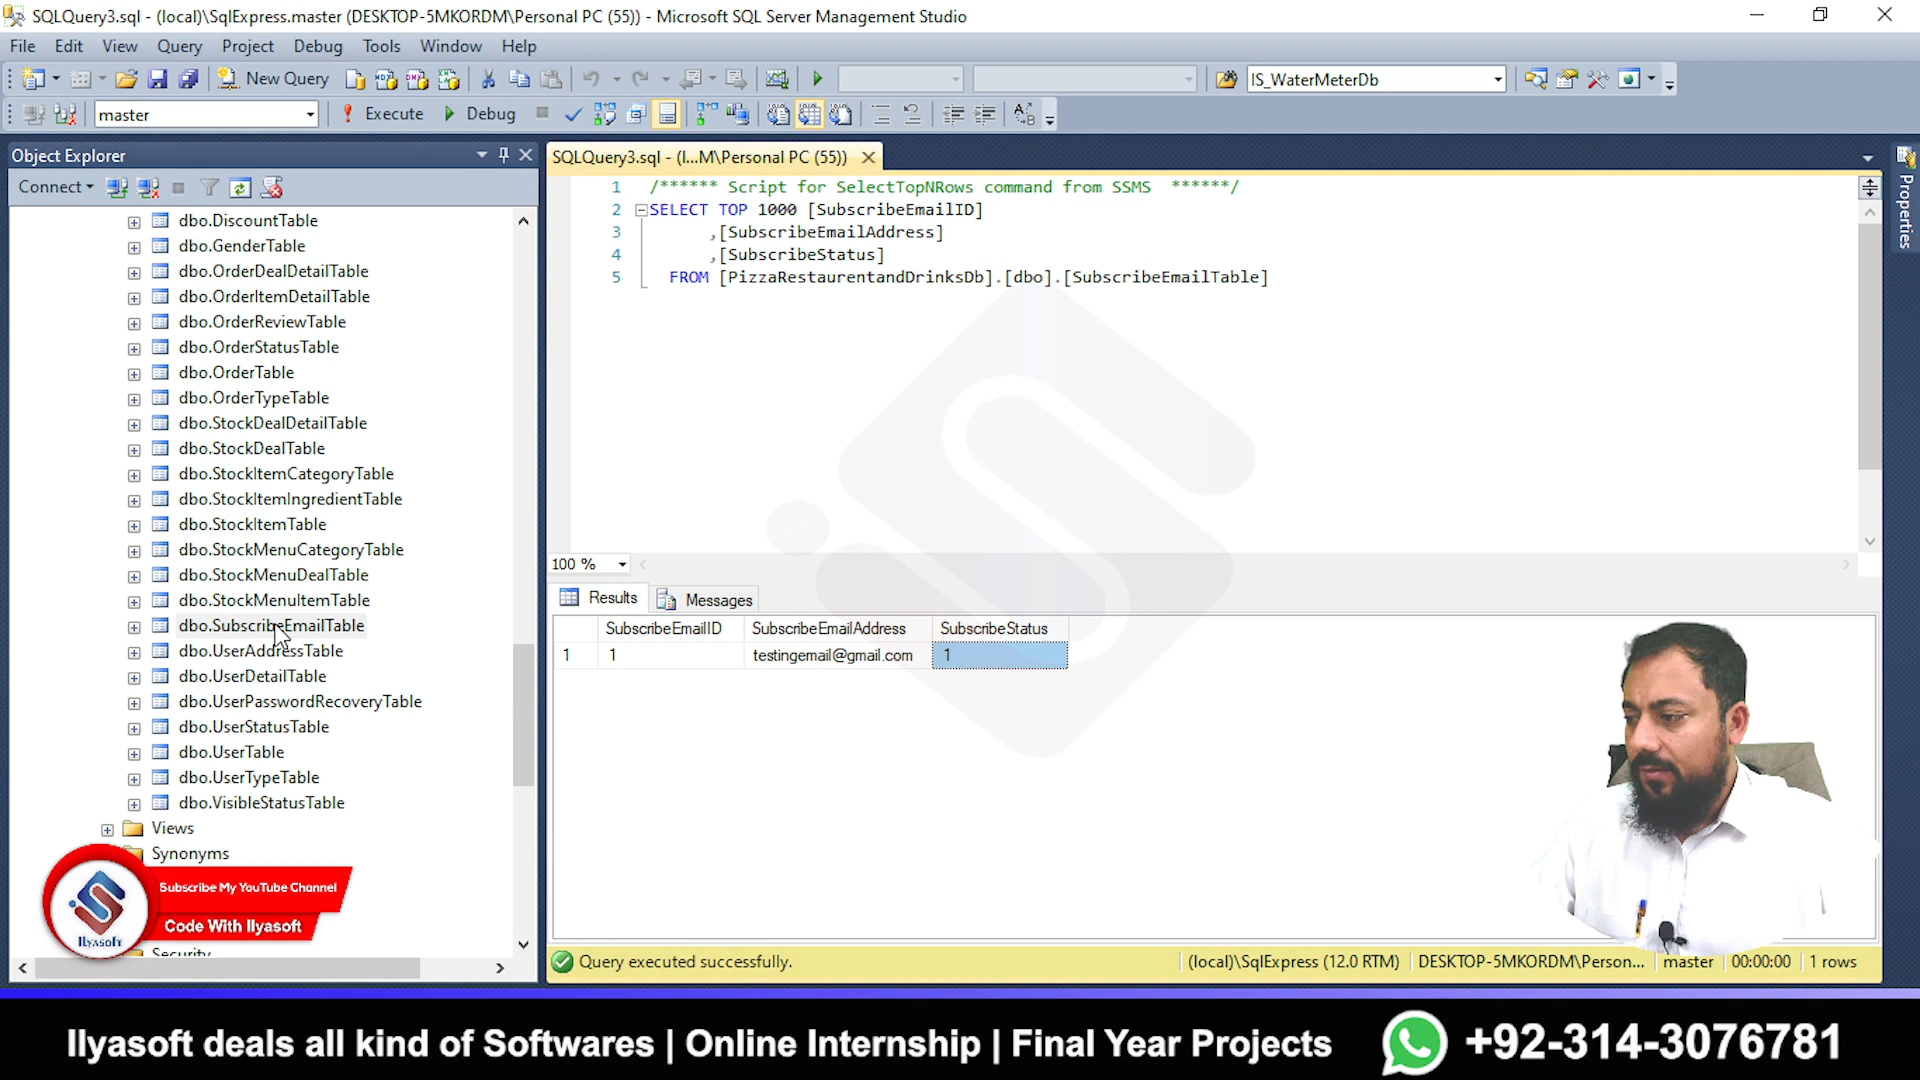 SQLQuery3.sql - (local)\SqlExpress.master (DESKTOP-5MKORDM\Personal PC (55)) - Microsoft SQL Server Management Studio
File Edit View Query Project Debug Tools Window Help
New Query IS_WaterMeterDb
master Execute Debug
Object Explorer
Connect
dbo.DiscountTable
dbo.GenderTable
dbo.OrderDealDetailTable
dbo.OrderItemDetailTable
dbo.OrderReviewTable
dbo.OrderStatusTable
dbo.OrderTable
dbo.OrderTypeTable
dbo.StockDealDetailTable
dbo.StockDealTable
dbo.StockItemCategoryTable
dbo.StockItemIngredientTable
dbo.StockItemTable
dbo.StockMenuCategoryTable
dbo.StockMenuDealTable
dbo.StockMenuItemTable
dbo.SubscribeEmailTable
dbo.UserAddressTable
dbo.UserDetailTable
dbo.UserPasswordRecoveryTable
dbo.UserStatusTable
dbo.UserTable
dbo.UserTypeTable
dbo.VisibleStatusTable
Views
Synonyms
Security
Subscribe My YouTube Channel
Code With Ilyasoft
Ilyasoft
SQLQuery3.sql - (l...M\Personal PC (55))
1 /****** Script for SelectTopNRows command from SSMS ******/
2 SELECT TOP 1000 [SubscribeEmailID]
3 ,[SubscribeEmailAddress]
4 ,[SubscribeStatus]
5 FROM [PizzaRestaurentandDrinksDb].[dbo].[SubscribeEmailTable]
Properties
100 %
Results Messages
SubscribeEmailID SubscribeEmailAddress SubscribeStatus
1 1 testingemail@gmail.com 1
Query executed successfully. (local)\SqlExpress (12.0 RTM) DESKTOP-5MKORDM\Person... master 00:00:00 1 rows
Ilyasoft deals all kind of Softwares | Online Internship | Final Year Projects +92-314-3076781